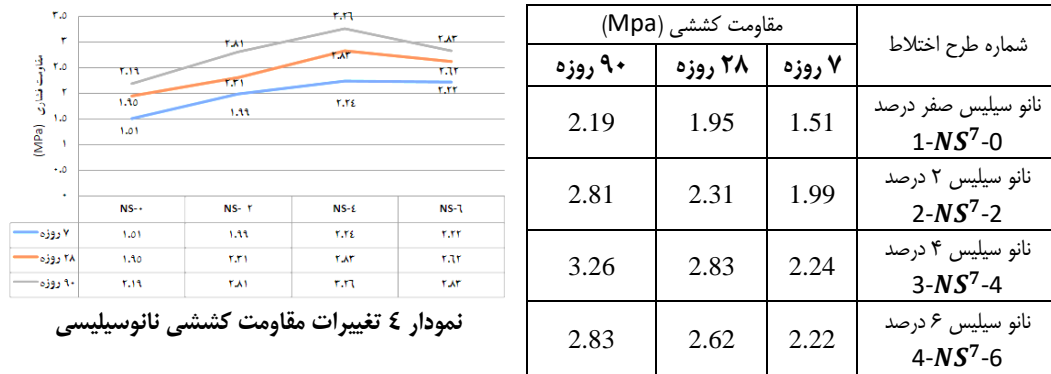 شماره طرح اختلاط	مقاومت کششی (Mpa)
۷ روزه	۲۸ روزه	۹۰ روزه
نانو سیلیس صفر درصد
1-NS⁷-0	1.51	1.95	2.19
نانو سیلیس ۲ درصد
2-NS⁷-2	1.99	2.31	2.81
نانو سیلیس ۴ درصد
3-NS⁷-4	2.24	2.83	3.26
نانو سیلیس ۶ درصد
4-NS⁷-6	2.22	2.62	2.83
مقاومت فشاری (MPa)
۳.۵
۳
۲.۵
۲
۱.۵
۱
۰.۵
۰
۲.۱۹	۲.۸۱	۳.۲٦	۲.۸۳
۱.۹۵	۲.۳۱	۲.۸۳	۲.٦۲
۱.۵۱	۱.۹۹	۲.۲٤	۲.۲۲
NS-۰	NS- ۲	NS-٤	NS-٦
۷ روزه	۱.۵۱	۱.۹۹	۲.۲٤	۲.۲۲
۲۸ روزه	۱.۹۵	۲.۳۱	۲.۸۳	۲.٦۲
۹۰ روزه	۲.۱۹	۲.۸۱	۳.۲٦	۲.۸۳
نمودار ٤ تغییرات مقاومت کششی نانوسیلیسی